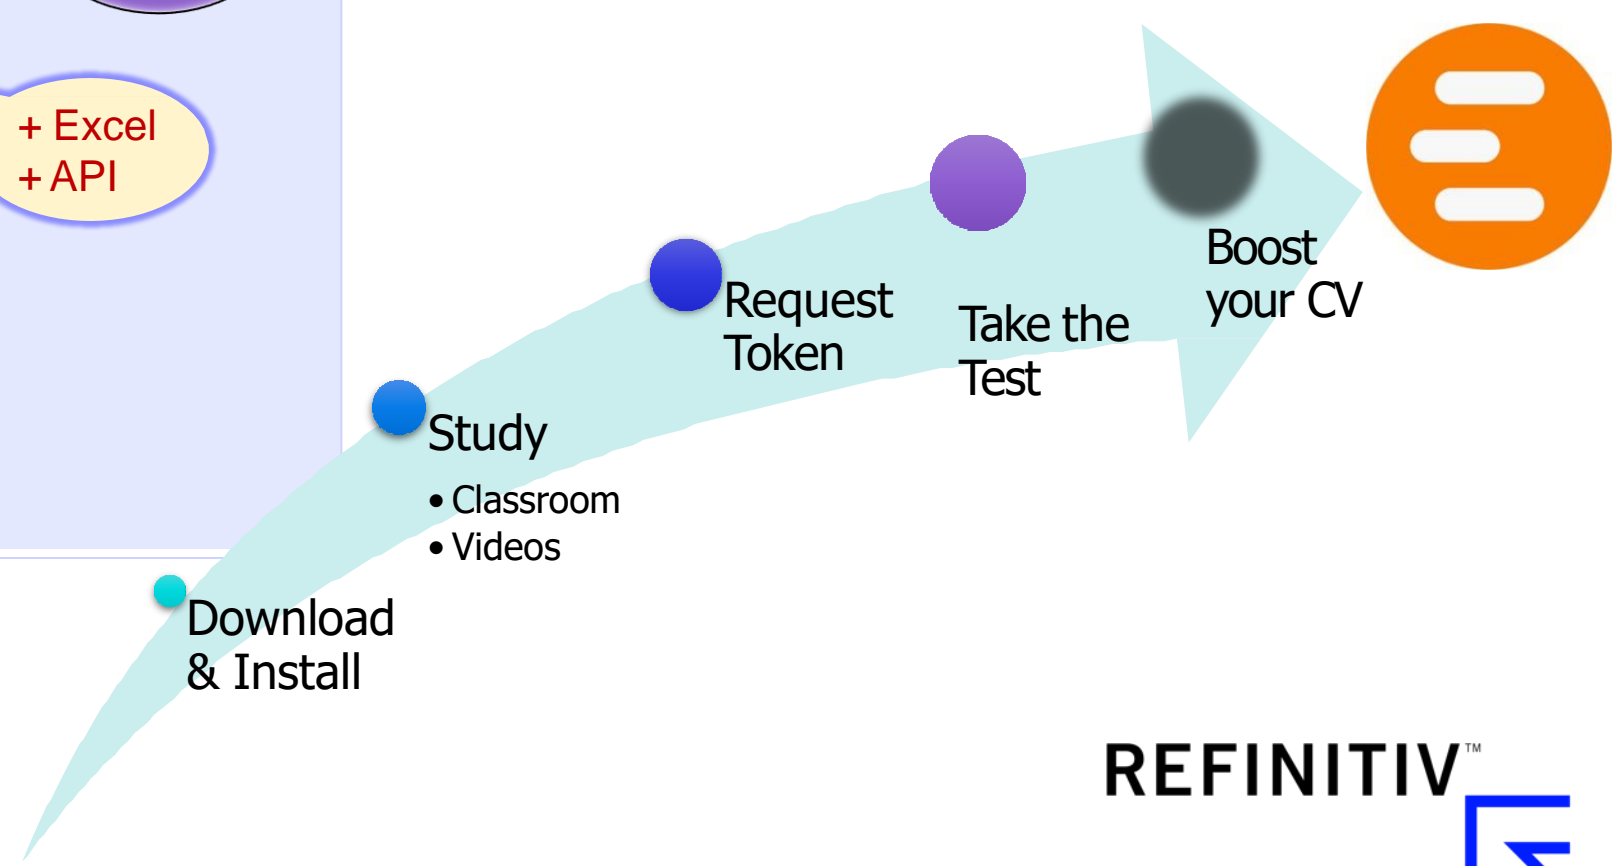 + Excel
+ API
Boost
your CV
Request
Token
Take the
Test
Study
• Classroom
• Videos
Download
& Install
REFINITIV™